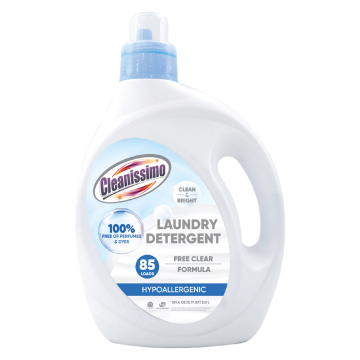 Cleanissimo
CLEAN
&
BRIGHT
100%
FREE OF PERFUMES
& DYES
LAUNDRY
DETERGENT
85
LOADS
FREE CLEAR
FORMULA
HYPOALLERGENIC